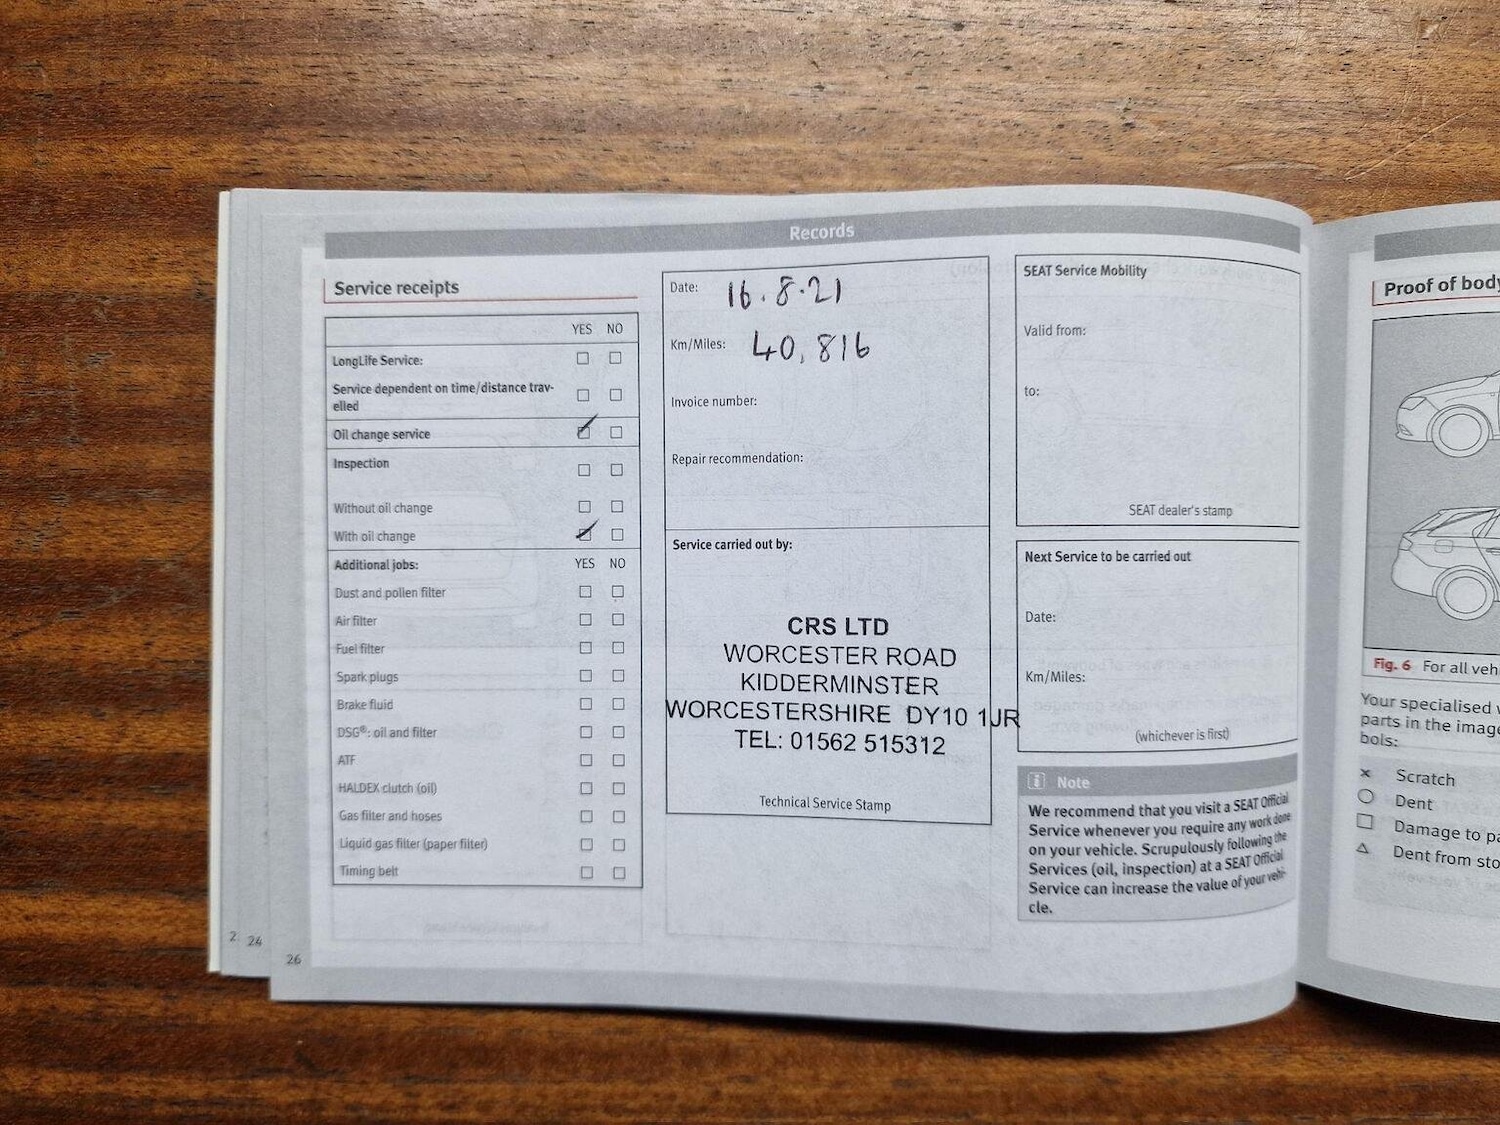 Records
Service receipts
YES NO
LongLife Service:
Service dependent on time/distance trav-
elled
Oil change service
Inspection
Without oil change
With oil change
Additional jobs: YES NO
Dust and pollen filter
Air filter
Fuel filter
Spark plugs
Brake fluid
DSG®: oil and filter
ATF
HALDEX clutch (oil)
Gas filter and hoses
Liquid gas filter (paper filter)
Timing belt
Date: 16.8.21
Km/Miles: 40,816
Invoice number:
Repair recommendation:
Service carried out by:
CRS LTD
WORCESTER ROAD
KIDDERMINSTER
WORCESTERSHIRE DY10 1JR
TEL: 01562 515312
Technical Service Stamp
SEAT Service Mobility
Valid from:
to:
SEAT dealer's stamp
Next Service to be carried out
Date:
Km/Miles:
(whichever is first)
i Note
We recommend that you visit a SEAT Official
Service whenever you require any work done
on your vehicle. Scrupulously following the
Services (oil, inspection) at a SEAT Official
Service can increase the value of your vehi-
cle.
2 24
26
Proof of body
Fig. 6 For all veh
Your specialised
parts in the image
bols:
× Scratch
○ Dent
□ Damage to pa
△ Dent from sto